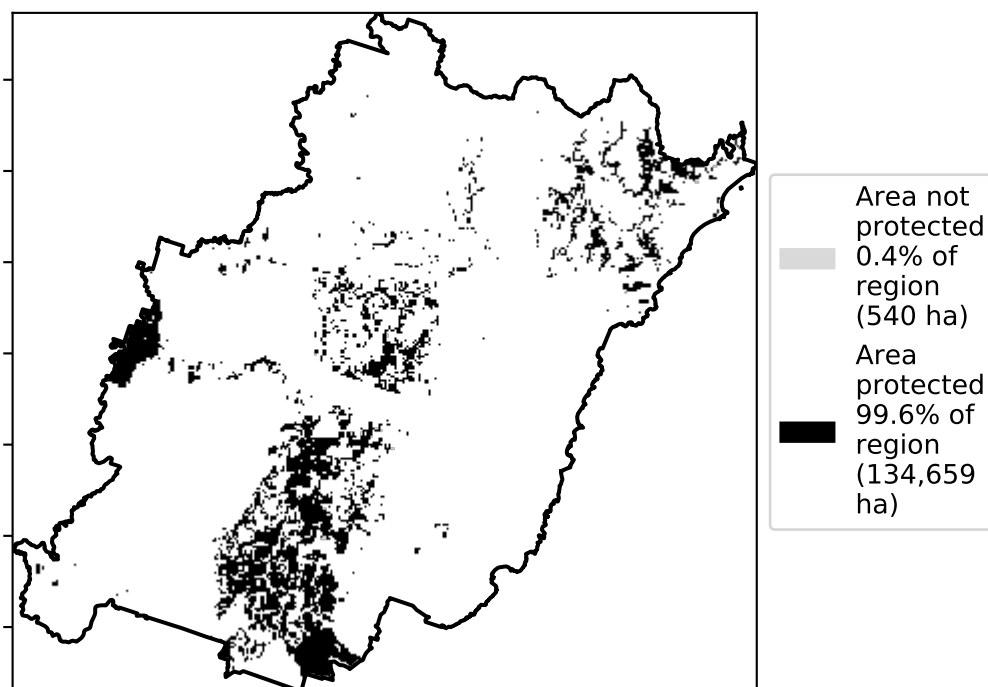 Area not
protected
0.4% of
region
(540 ha)
Area
protected
99.6% of
region
(134,659
ha)